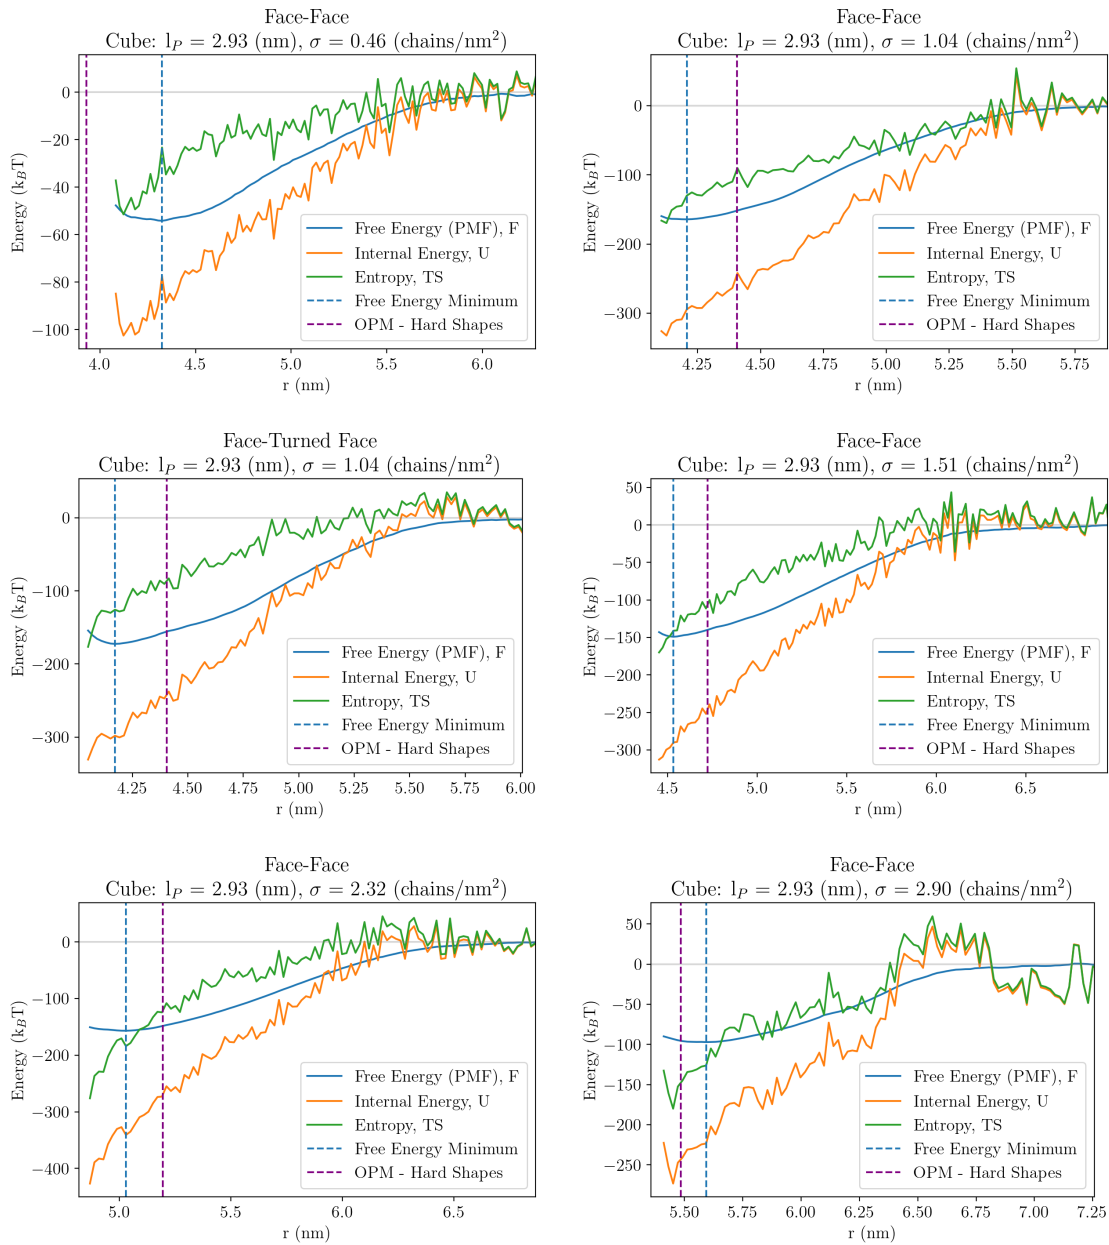 Face-Face
Cube: l_P = 2.93 (nm), σ = 0.46 (chains/nm²)
0
−20
−40
−60
−80
−100
Energy (k_BT)
Free Energy (PMF), F
Internal Energy, U
Entropy, TS
Free Energy Minimum
OPM - Hard Shapes
4.0 4.5 5.0 5.5 6.0
r (nm)
Face-Face
Cube: l_P = 2.93 (nm), σ = 1.04 (chains/nm²)
0
−100
−200
−300
Energy (k_BT)
Free Energy (PMF), F
Internal Energy, U
Entropy, TS
Free Energy Minimum
OPM - Hard Shapes
4.25 4.50 4.75 5.00 5.25 5.50 5.75
r (nm)
Face-Turned Face
Cube: l_P = 2.93 (nm), σ = 1.04 (chains/nm²)
0
−100
−200
−300
Energy (k_BT)
Free Energy (PMF), F
Internal Energy, U
Entropy, TS
Free Energy Minimum
OPM - Hard Shapes
4.25 4.50 4.75 5.00 5.25 5.50 5.75 6.00
r (nm)
Face-Face
Cube: l_P = 2.93 (nm), σ = 1.51 (chains/nm²)
50
0
−50
−100
−150
−200
−250
−300
Energy (k_BT)
Free Energy (PMF), F
Internal Energy, U
Entropy, TS
Free Energy Minimum
OPM - Hard Shapes
4.5 5.0 5.5 6.0 6.5
r (nm)
Face-Face
Cube: l_P = 2.93 (nm), σ = 2.32 (chains/nm²)
0
−100
−200
−300
−400
Energy (k_BT)
Free Energy (PMF), F
Internal Energy, U
Entropy, TS
Free Energy Minimum
OPM - Hard Shapes
5.0 5.5 6.0 6.5
r (nm)
Face-Face
Cube: l_P = 2.93 (nm), σ = 2.90 (chains/nm²)
50
0
−50
−100
−150
−200
−250
Energy (k_BT)
Free Energy (PMF), F
Internal Energy, U
Entropy, TS
Free Energy Minimum
OPM - Hard Shapes
5.50 5.75 6.00 6.25 6.50 6.75 7.00 7.25
r (nm)